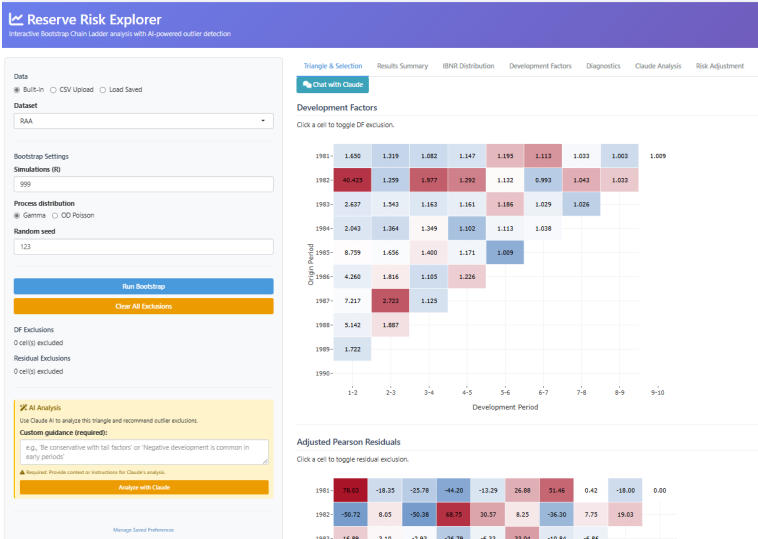 Reserve Risk Explorer
Interactive Bootstrap Chain Ladder analysis with AI-powered outlier detection
Data
Built-in CSV Upload Load Saved
Dataset
RAA
Bootstrap Settings
Simulations (R)
999
Process distribution
Gamma OD Poisson
Random seed
123
Run Bootstrap
Clear All Exclusions
DF Exclusions
0 cell(s) excluded
Residual Exclusions
0 cell(s) excluded
AI Analysis
Use Claude AI to analyze this triangle and recommend outlier exclusions.
Custom guidance (required):
e.g., 'Be conservative with tail factors' or 'Negative development is common in
early periods'
Required: Provide context or instructions for Claude's analysis.
Analyze with Claude
Manage Saved Preferences
Triangle & Selection Results Summary IBNR Distribution Development Factors Diagnostics Claude Analysis Risk Adjustment
Chat with Claude
Development Factors
Click a cell to toggle DF exclusion.
Origin Period
1981 1.650 1.319 1.082 1.147 1.195 1.113 1.033 1.003 1.009
1982 40.425 1.259 1.977 1.292 1.132 0.993 1.043 1.033
1983 2.637 1.543 1.163 1.161 1.186 1.029 1.026
1984 2.043 1.364 1.349 1.102 1.113 1.038
1985 8.759 1.656 1.400 1.171 1.009
1986 4.260 1.816 1.105 1.226
1987 7.217 2.723 1.125
1988 5.142 1.887
1989 1.722
1990
1-2 2-3 3-4 4-5 5-6 6-7 7-8 8-9 9-10
Development Period
Adjusted Pearson Residuals
Click a cell to toggle residual exclusion.
1981 78.03 -18.35 -25.78 -44.20 -13.29 26.88 51.46 0.42 -18.00 0.00
1982 -50.72 8.05 -50.38 68.75 30.57 8.25 -36.30 7.75 19.03